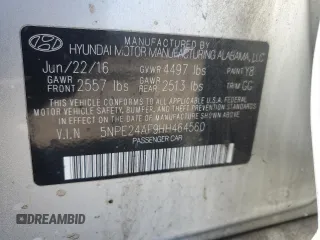 MANUFACTURED BY
HYUNDAI MOTOR MANUFACTURING ALABAMA, LLC
Jun/22/16 GVWR 4497 lbs PAINT Y8
GAWR FRONT 2557 lbs GAWR REAR 2513 lbs TRIM GG
THIS VEHICLE CONFORMS TO ALL APPLICABLE U.S. FEDERAL
MOTOR VEHICLE SAFETY, BUMPER, AND THEFT PREVENTION
STANDARDS IN EFFECT ON THE DATE OF MANUFACTURE SHOWN ABOVE.
V.I.N 5NPE24AF9HH464560
PASSENGER CAR
DREAMBID